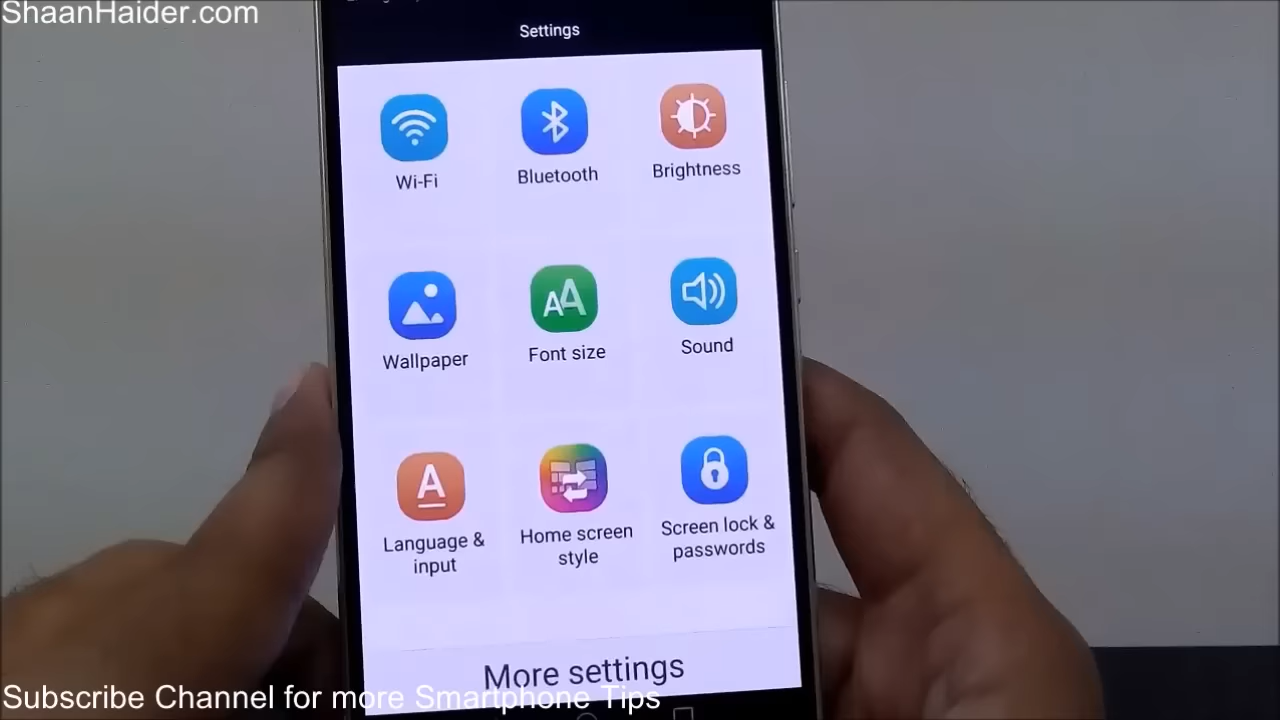 ShaanHaider.com
Settings
Wi-Fi
Bluetooth
Brightness
Wallpaper
AA
Font size
Sound
A
Language &
input
Home screen
style
Screen lock &
passwords
More settings
Subscribe Channel for more Smartphone Tips